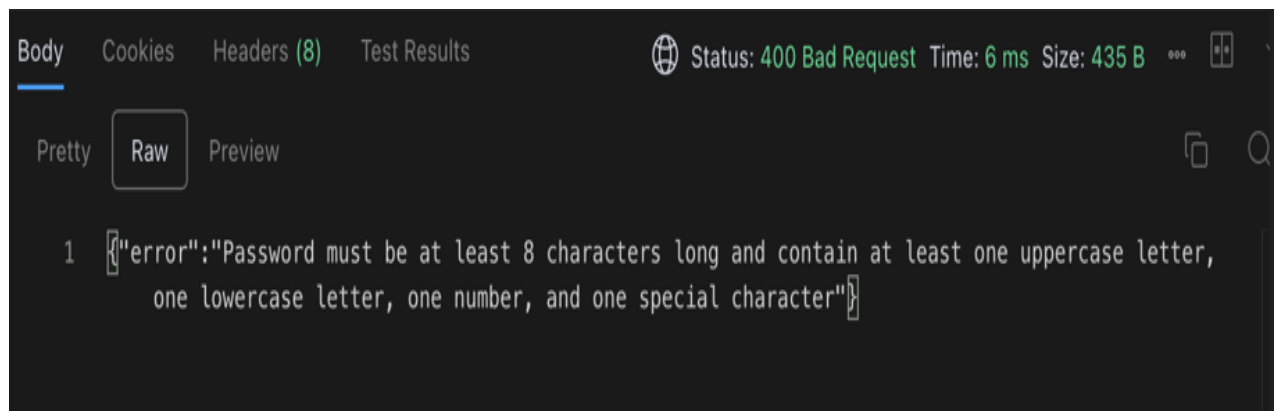 Body Cookies Headers (8) Test Results Status: 400 Bad Request Time: 6 ms Size: 435 B
Pretty Raw Preview
1 {"error":"Password must be at least 8 characters long and contain at least one uppercase letter,
one lowercase letter, one number, and one special character"}